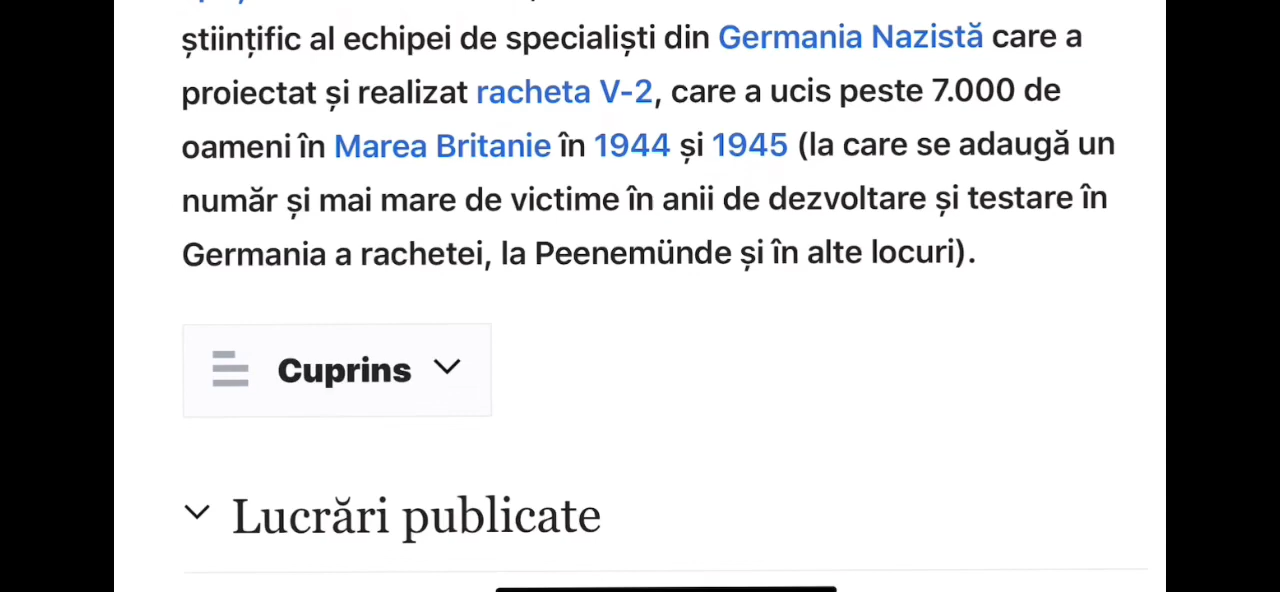 științific al echipei de specialiști din Germania Nazistă care a
proiectat și realizat racheta V-2, care a ucis peste 7.000 de
oameni în Marea Britanie în 1944 și 1945 (la care se adaugă un
număr și mai mare de victime în anii de dezvoltare și testare în
Germania a rachetei, la Peenemünde și în alte locuri).
Cuprins
Lucrări publicate